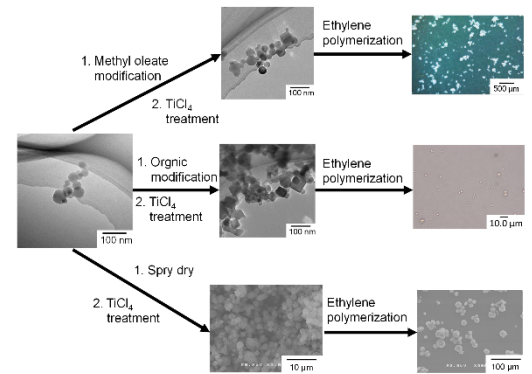 1. Methyl oleate
modification
2. TiCl4
treatment
100 nm
Ethylene
polymerization
500 µm
100 nm
1. Orgnic
modification
2. TiCl4
treatment
100 nm
Ethylene
polymerization
10.0 µm
1. Spry dry
2. TiCl4
treatment
10 µm
Ethylene
polymerization
100 µm